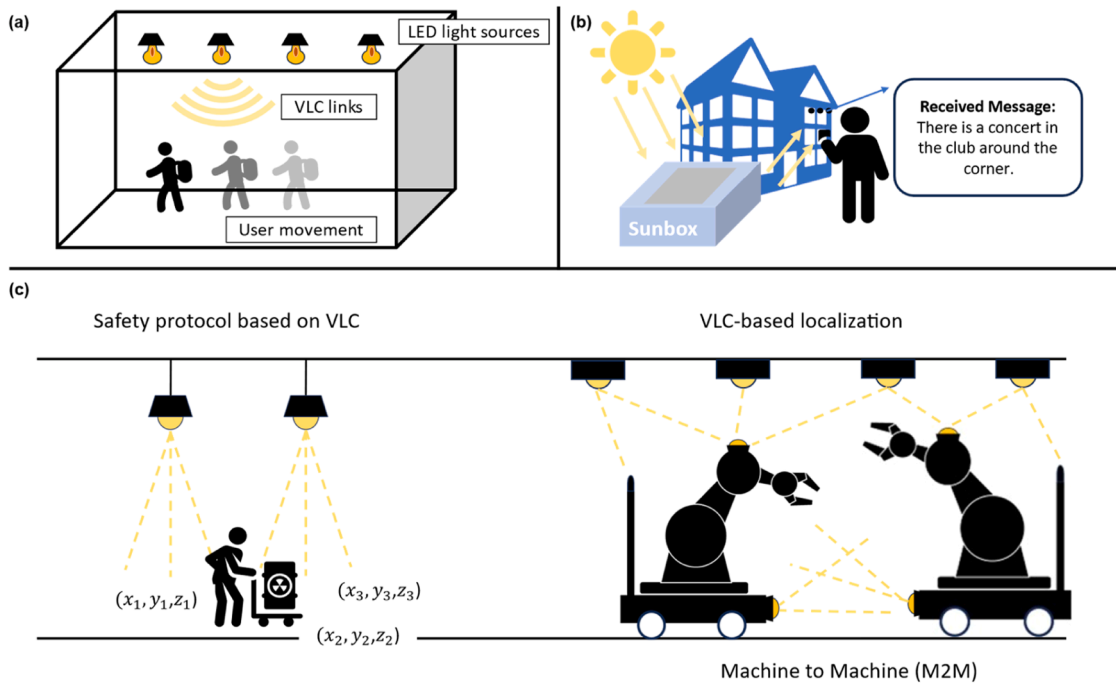 (a)
LED light sources
VLC links
User movement
(b)
Sunbox
Received Message:
There is a concert in
the club around the
corner.
(c)
Safety protocol based on VLC
VLC-based localization
(x₁, y₁,z₁)
(x₃, y₃,z₃)
(x₂, y₂,z₂)
Machine to Machine (M2M)